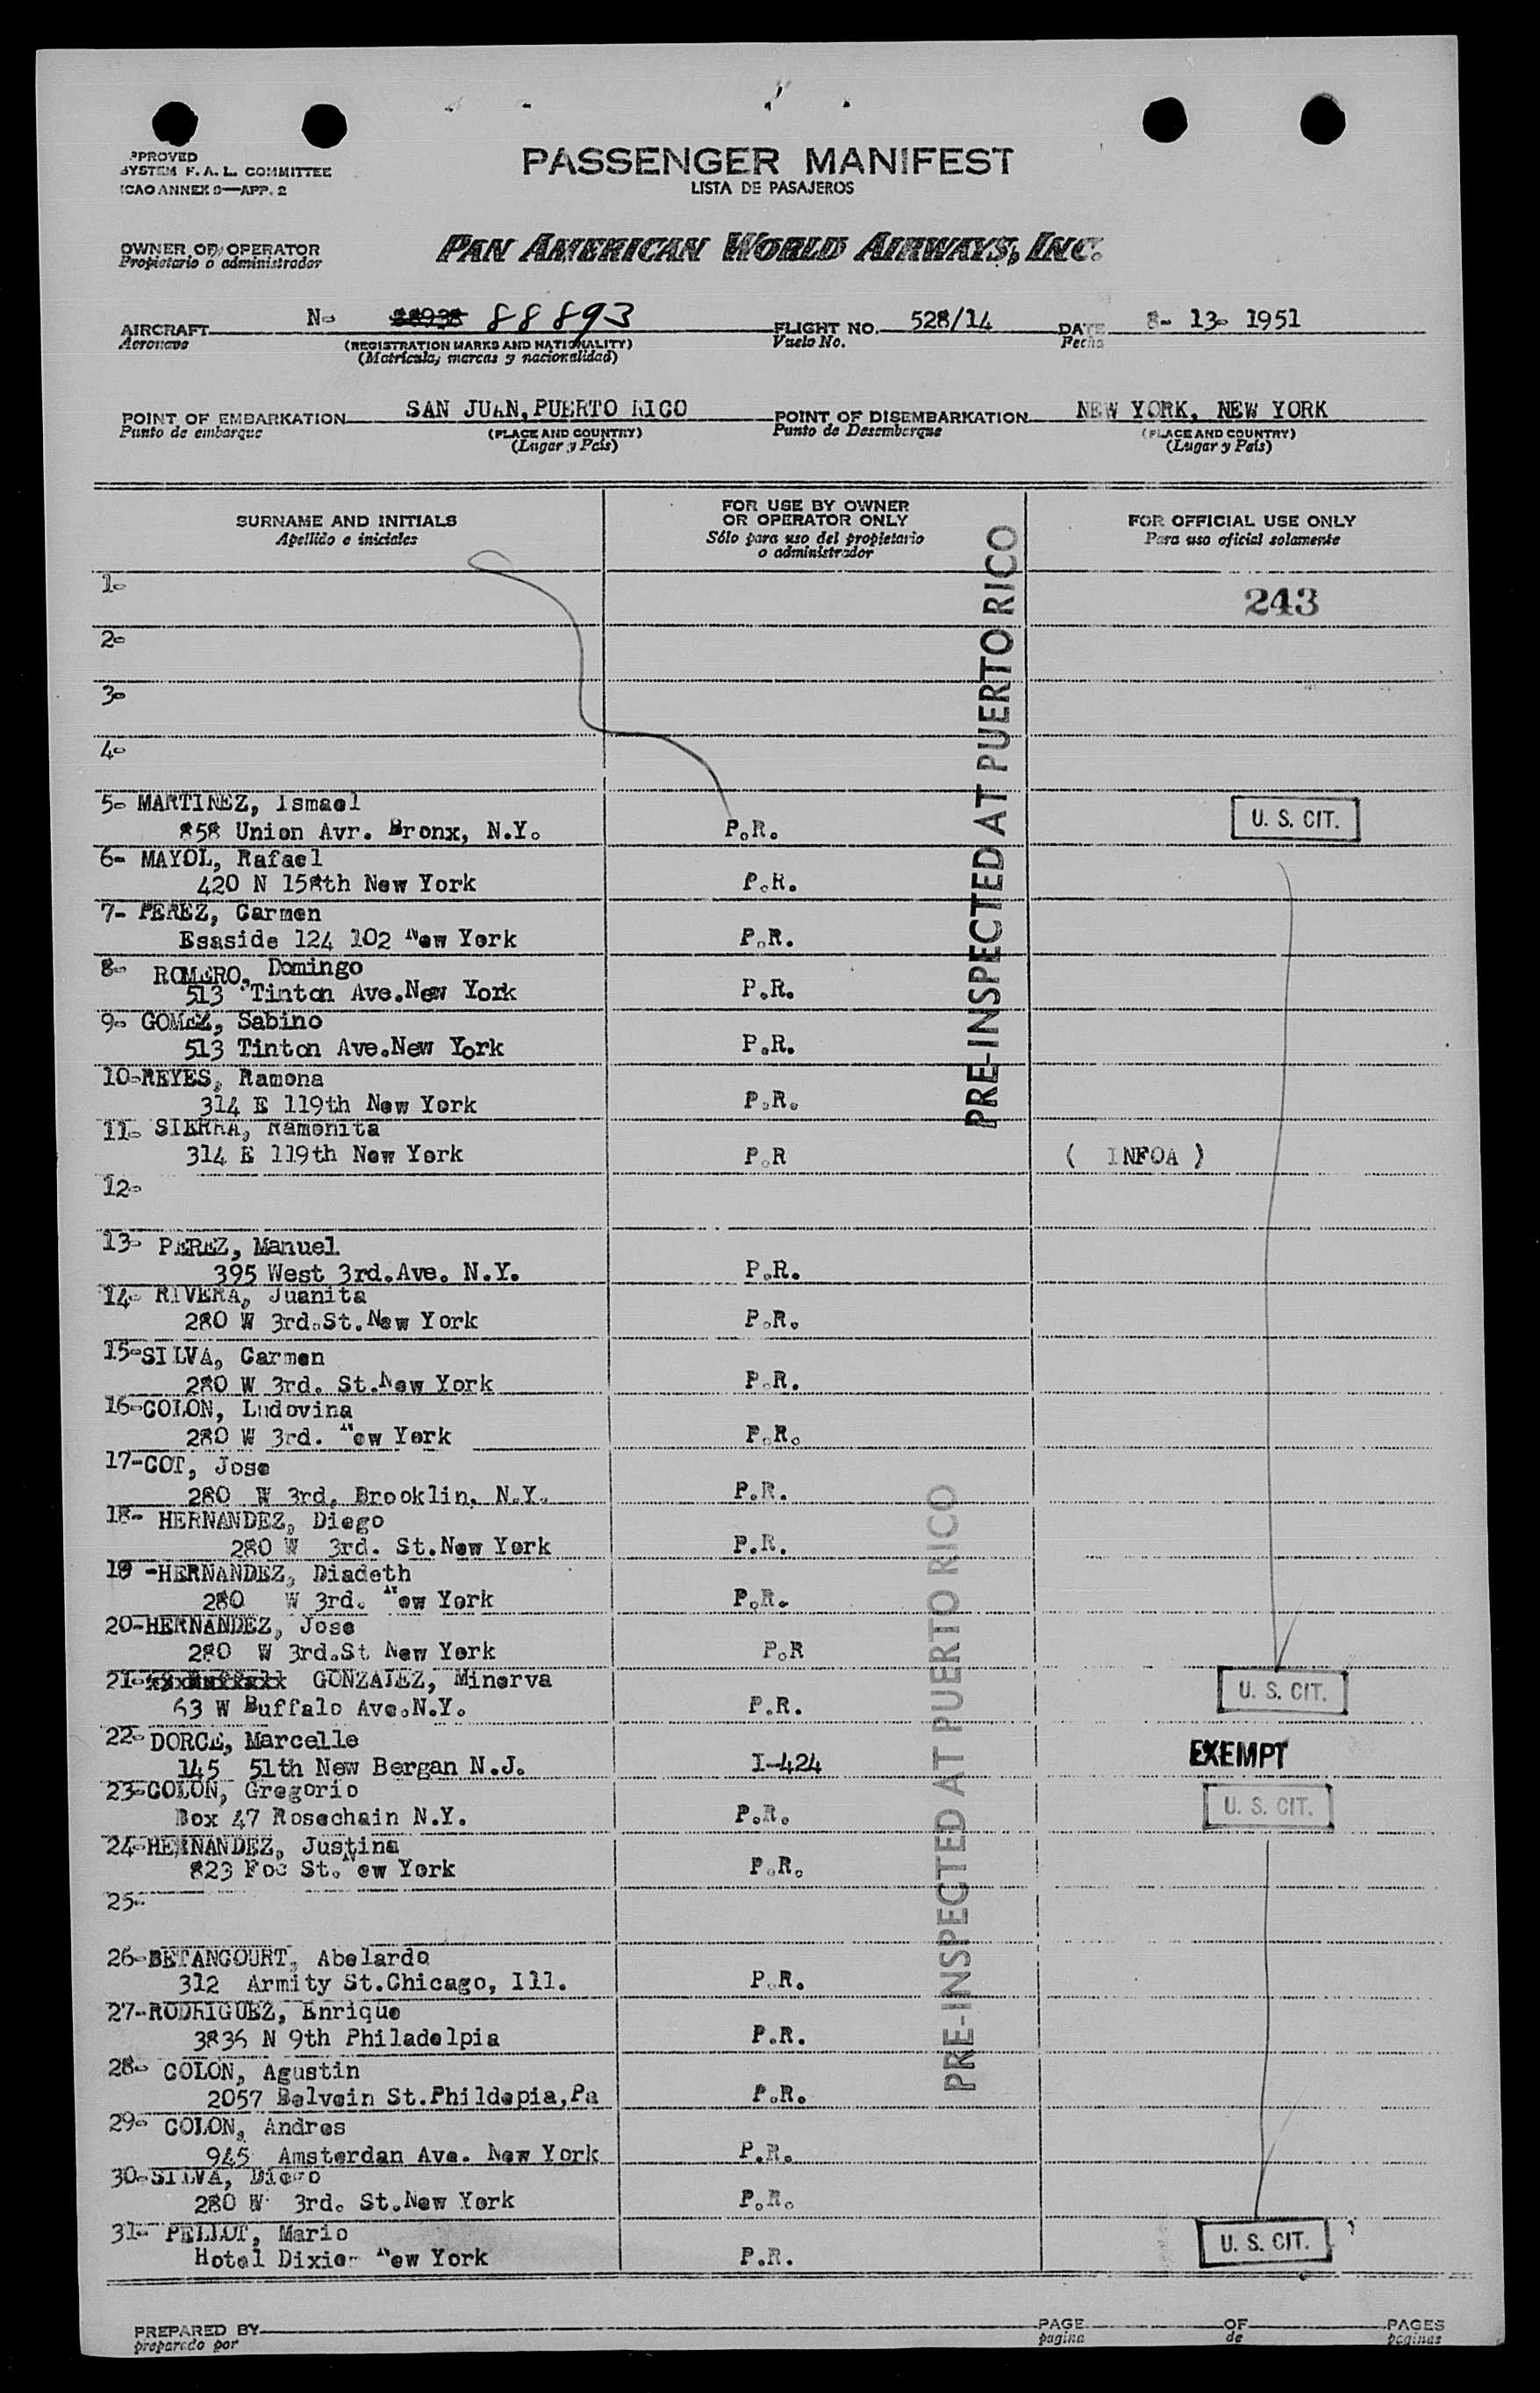 PPROVED
SYSTEM F. A. L. COMMITTEE
ICAO ANNEX 9—APP. 2
PASSENGER MANIFEST
LISTA DE PASAJEROS
OWNER OR OPERATOR
Propietario o administrador
PAN AMERICAN WORLD AIRWAYS, INC.
AIRCRAFT N- 88938 88893 FLIGHT NO. 528/14 DATE 8- 13- 1951
Aeronave (REGISTRATION MARKS AND NATIONALITY) Vuelo No. Fecha
(Matrícula, marcas y nacionalidad)
POINT OF EMBARKATION SAN JUAN, PUERTO RICO POINT OF DISEMBARKATION NEW YORK, NEW YORK
Punto de embarque (PLACE AND COUNTRY) Punto de Desembarque (PLACE AND COUNTRY)
(Lugar y País) (Lugar y País)
SURNAME AND INITIALS
Apellido e iniciales
FOR USE BY OWNER
OR OPERATOR ONLY
Sólo para uso del propietario
o administrador
FOR OFFICIAL USE ONLY
Para uso oficial solamente
PRE-INSPECTED AT PUERTO RICO
1- 243
2-
3-
4-
5- MARTINEZ, Ismael
858 Union Avr. Bronx, N.Y. P.R. U. S. CIT.
6- MAYOL, Rafael
420 N 158th New York P.R.
7- PEREZ, Carmen
Esaside 124 102 New York P.R.
8- ROMERO, Domingo
513 Tinton Ave.New York P.R.
9- GOMEZ, Sabino
513 Tinton Ave.New York P.R.
10-REYES, Ramona
314 E 119th New York P.R.
11- SIERRA, Ramonita
314 E 119th New York P.R ( INFOA )
12-
13- PEREZ, Manuel
395 West 3rd.Ave. N.Y. P.R.
14- RIVERA, Juanita
280 W 3rd.St.New York P.R.
15-SILVA, Carmen
280 W 3rd. St.New York P.R.
16-COLON, Ludovina
280 W 3rd. New York P.R.
17-COT, Jose
280 W 3rd. Brooklin, N.Y. P.R.
18- HERNANDEZ, Diego
280 W 3rd. St.New York P.R.
19 -HERNANDEZ, Diadeth
280 W 3rd. New York P.R.
20-HERNANDEZ, Jose
280 W 3rd.St New York P.R
21- GONZALEZ, Minerva
63 W Buffalo Ave.N.Y. P.R. U. S. CIT.
22- DORCE, Marcelle
145 51th New Bergan N.J. I-424 EXEMPT
23-COLON, Gregorio
Box 47 Rosechain N.Y. P.R. U. S. CIT.
24-HERNANDEZ, Justina
823 Foc St.New York P.R.
25-
26-BETANCOURT, Abelardo
312 Armity St.Chicago, Ill. P.R.
27-RODRIGUEZ, Enrique
3836 N 9th Philadelpia P.R.
28- COLON, Agustin
2057 Belvein St.Phildepia,Pa P.R.
29- COLON, Andres
945 Amsterdan Ave. New York P.R.
30-SILVA, Diego
280 W 3rd. St.New York P.R.
31- PELLOT, Mario
Hotel Dixie- New York P.R. U. S. CIT.
PRE-INSPECTED AT PUERTO RICO
PREPARED BY PAGE OF PAGES
preparado por pagina de paginas